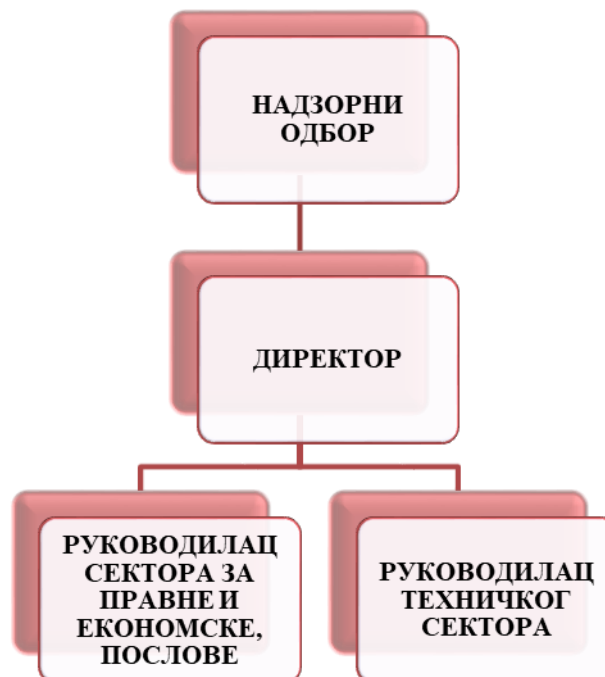 НАДЗОРНИ
ОДБОР
ДИРЕКТОР
РУКОВОДИЛАЦ
СЕКТОРА ЗА
ПРАВНЕ И
ЕКОНОМСКЕ,
ПОСЛОВЕ
РУКОВОДИЛАЦ
ТЕХНИЧКОГ
СЕКТОРА